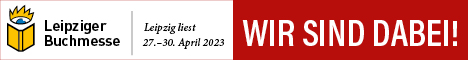 Leipziger
Buchmesse
Leipzig liest
27.–30. April 2023
WIR SIND DABEI!